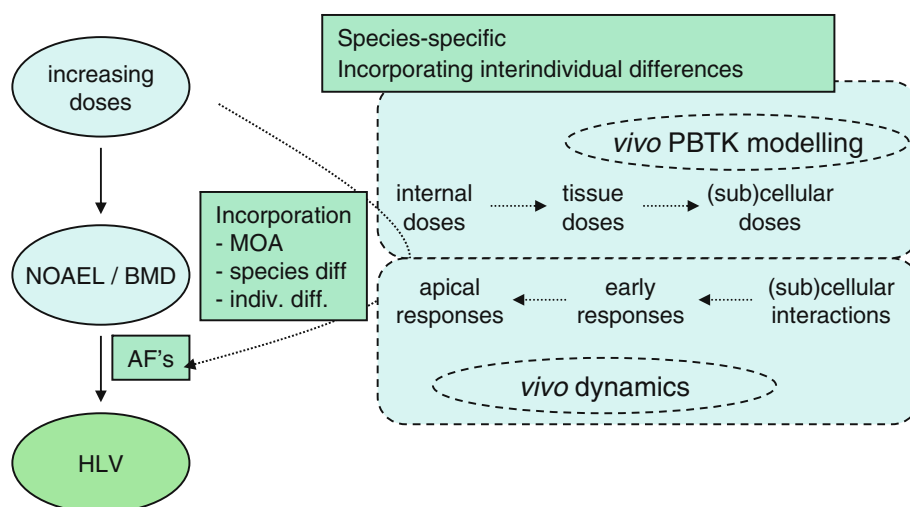 increasing
doses
NOAEL / BMD
AF's
HLV
Incorporation
- MOA
- species diff
- indiv. diff.
Species-specific
Incorporating interindividual differences
vivo PBTK modelling
internal
doses
tissue
doses
(sub)cellular
doses
apical
responses
early
responses
(sub)cellular
interactions
vivo dynamics